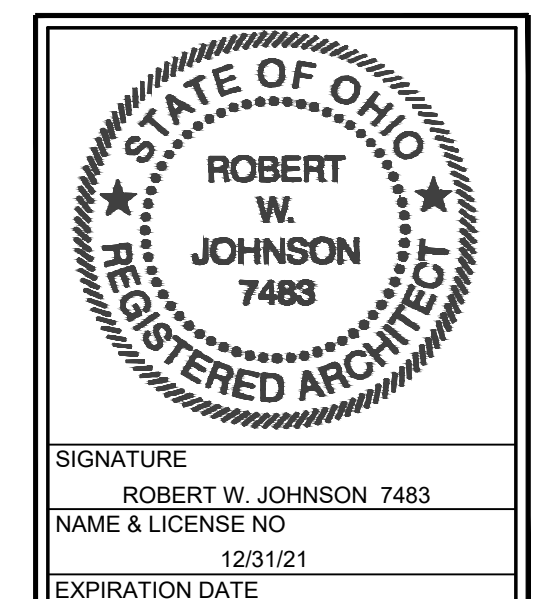 STATE OF OHIO
ROBERT
W.
JOHNSON
7483
REGISTERED ARCHITECT
SIGNATURE
ROBERT W. JOHNSON 7483
NAME & LICENSE NO
12/31/21
EXPIRATION DATE